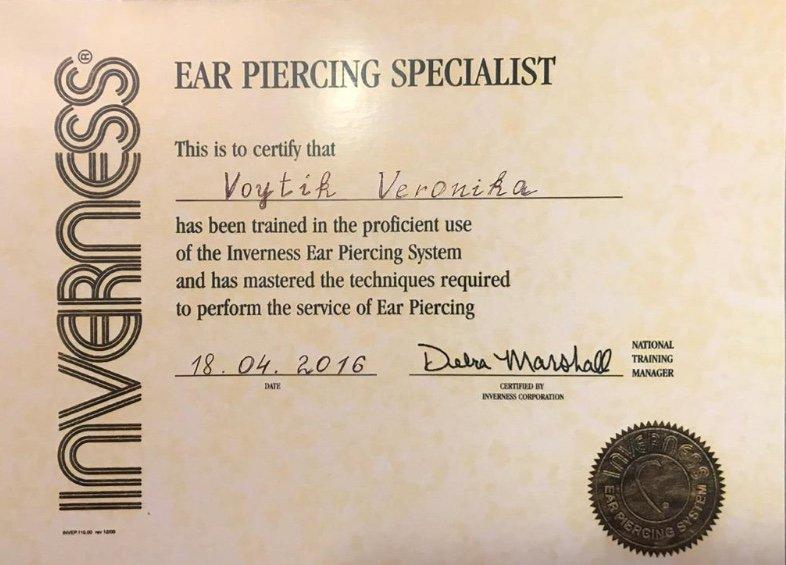 INVERNESS®
EAR PIERCING SPECIALIST
This is to certify that
Voytik Veronika
has been trained in the proficient use
of the Inverness Ear Piercing System
and has mastered the techniques required
to perform the service of Ear Piercing
18.04.2016
DATE
Debra Marshall
CERTIFIED BY
INVERNESS CORPORATION
NATIONAL
TRAINING
MANAGER
INVERNESS
EAR PIERCING SYSTEM